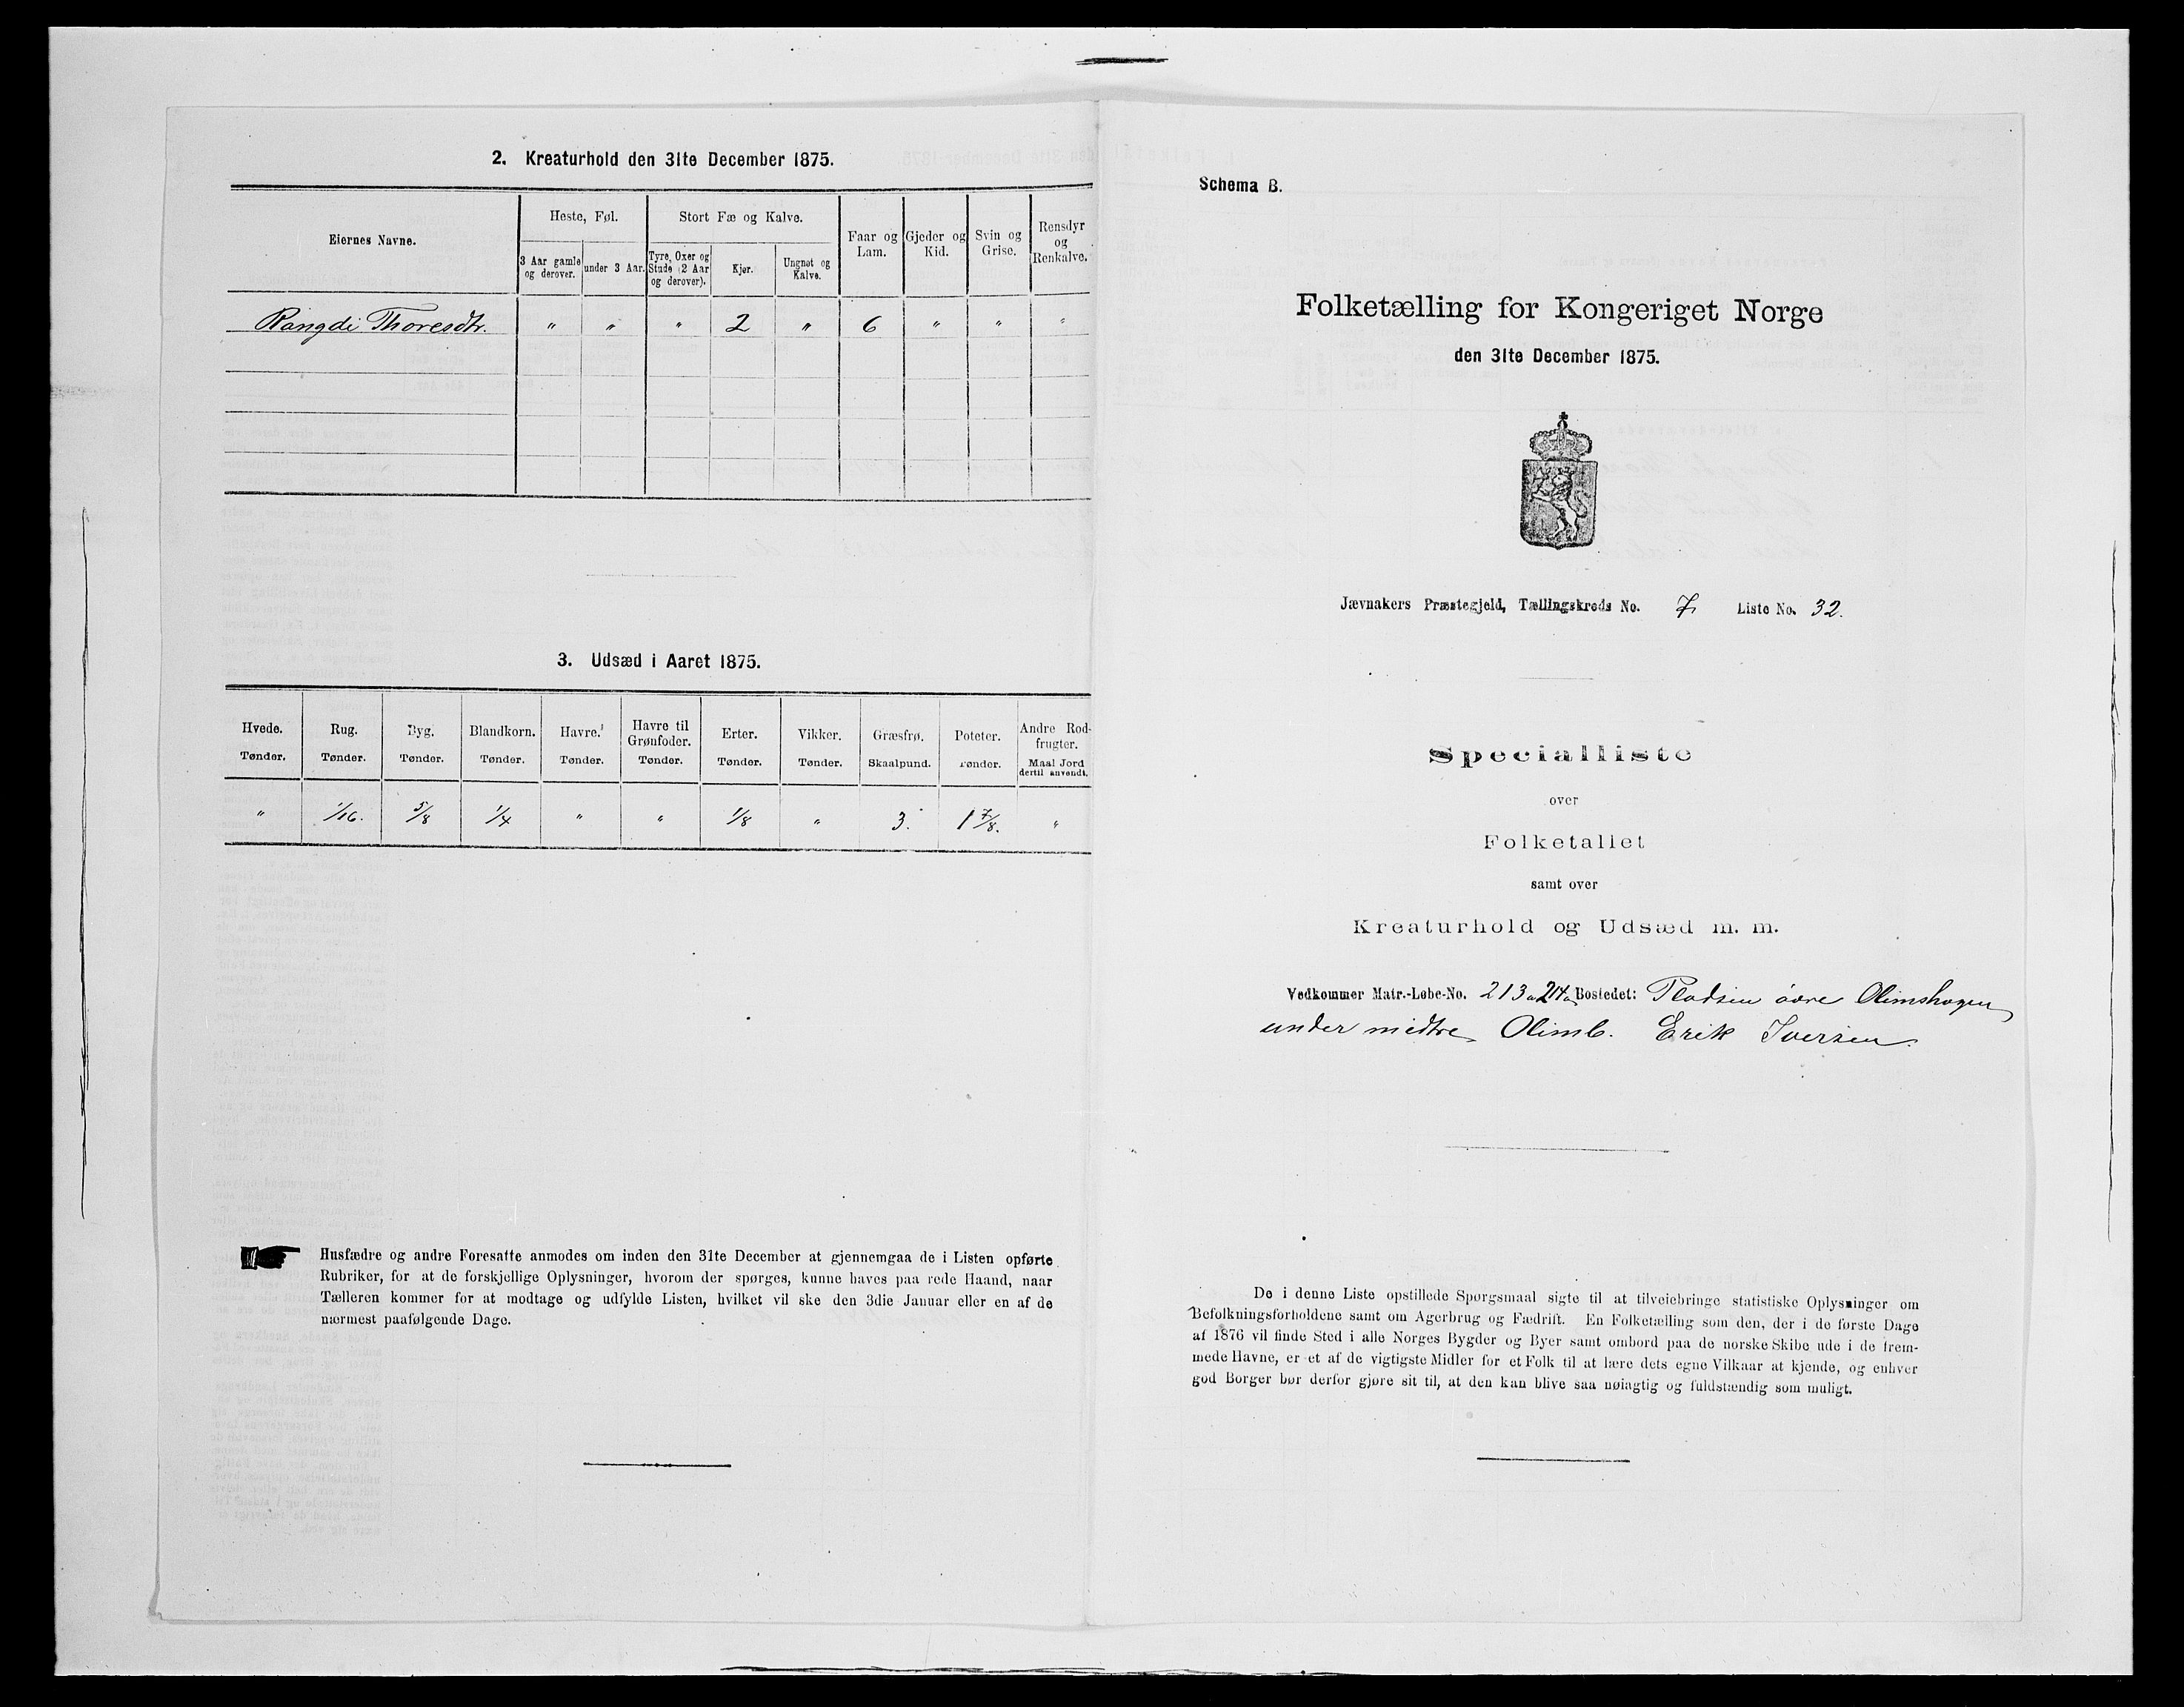 2. Kreaturhold den 31te December 1875.
Eiernes Navne.
Heste, Føl.
Stort Fæ og Kalve.
Faar og Lam.
Gjeder og Kid.
Svin og Grise.
Rensdyr og Renkalve.
3 Aar gamle og derover.
under 3 Aar.
Tyre, Oxer og Stude (2 Aar og derover).
Kjør.
Ungnøt og Kalve.
Rangdi Thoresdtr. " " " 2 " 6 " " "
3. Udsæd i Aaret 1875.
Hvede. Rug. Byg. Blandkorn. Havre. Havre til Grønfoder. Erter. Vikker. Græsfrø. Poteter. Andre Rodfrugter.
Tønder. Tønder. Tønder. Tønder. Tønder. Tønder. Tønder. Tønder. Skaalpund. Tønder. Maal Jord dertil anvendt.
" 1/16. 5/8 1/4 " " 1/8 " 3. 1 7/8. "
Husfædre og andre Foresatte anmodes om inden den 31te December at gjennemgaa de i Listen opførte
Rubriker, for at de forskjellige Oplysninger, hvorom der spørges, kunne haves paa rede Haand, naar
Tælleren kommer for at modtage og udfylde Listen, hvilket vil ske den 3die Januar eller en af de
nærmest paafølgende Dage.
Schema B.
Folketælling for Kongeriget Norge
den 31te December 1875.
Jævnakers Præstegjeld, Tællingskreds No. 7 Liste No. 32.
Specialliste
over
Folketallet
samt over
Kreaturhold og Udsæd m. m.
Vedkommer Matr.-Løbe-No. 213a 214a Bostedet: Pladsen øvre Olimshagen
under midtre Olimb. Erik Iversen.
De i denne Liste opstillede Spørgsmaal sigte til at tilveiebringe statistiske Oplysninger om
Befolkningsforholdene samt om Agerbrug og Fædrift. En Folketælling som den, der i de første Dage
af 1876 vil finde Sted i alle Norges Bygder og Byer samt ombord paa de norske Skibe ude i de frem-
mede Havne, er et af de vigtigste Midler for et Folk til at lære dets egne Vilkaar at kjende, og enhver
god Borger bør derfor gjøre sit til, at den kan blive saa nøiagtig og fuldstændig som muligt.